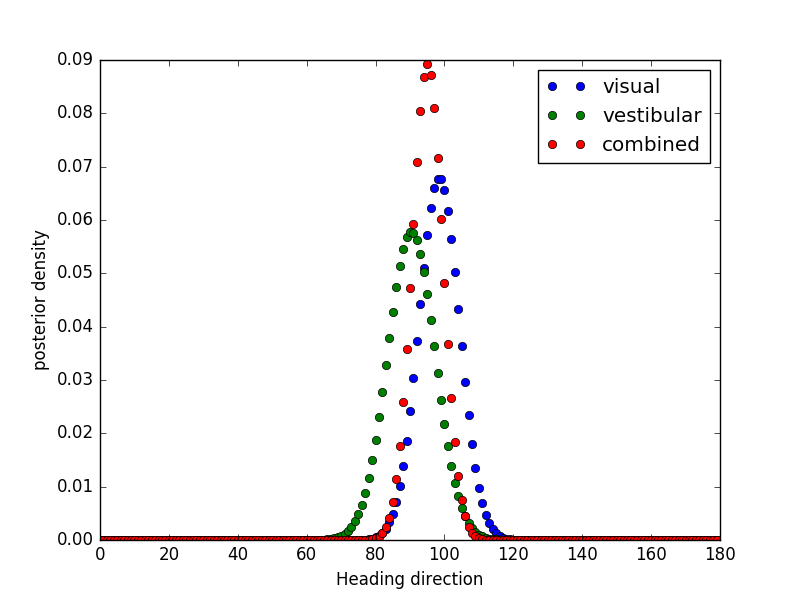 0.09
0.08
0.07
0.06
0.05
0.04
0.03
0.02
0.01
0.00
posterior density
visual
vestibular
combined
0 20 40 60 80 100 120 140 160 180
Heading direction